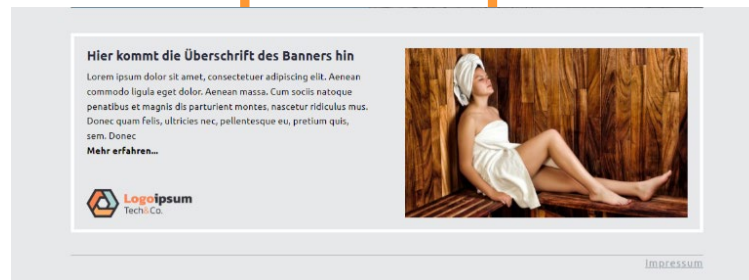 Hier kommt die Überschrift des Banners hin
Lorem ipsum dolor sit amet, consectetuer adipiscing elit. Aenean
commodo ligula eget dolor. Aenean massa. Cum sociis natoque
penatibus et magnis dis parturient montes, nascetur ridiculus mus.
Donec quam felis, ultricies nec, pellentesque eu, pretium quis,
sem. Donec
Mehr erfahren...
Logoipsum
Tech&Co.
Impressum